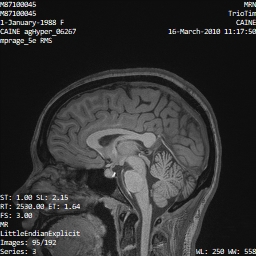 M87100045
MRN
M87100045
TrioTim
1-January-1988 F
CAINE
CAINE agHyper_06267
16-March-2010 11:17:50
mprage_5e RMS
ST: 1.00 SL: 2.15
RT: 2530.00 ET: 1.64
FS: 3.00
MR
LittleEndianExplicit
Images: 95/192
Series: 3
WL: 250 WW: 558